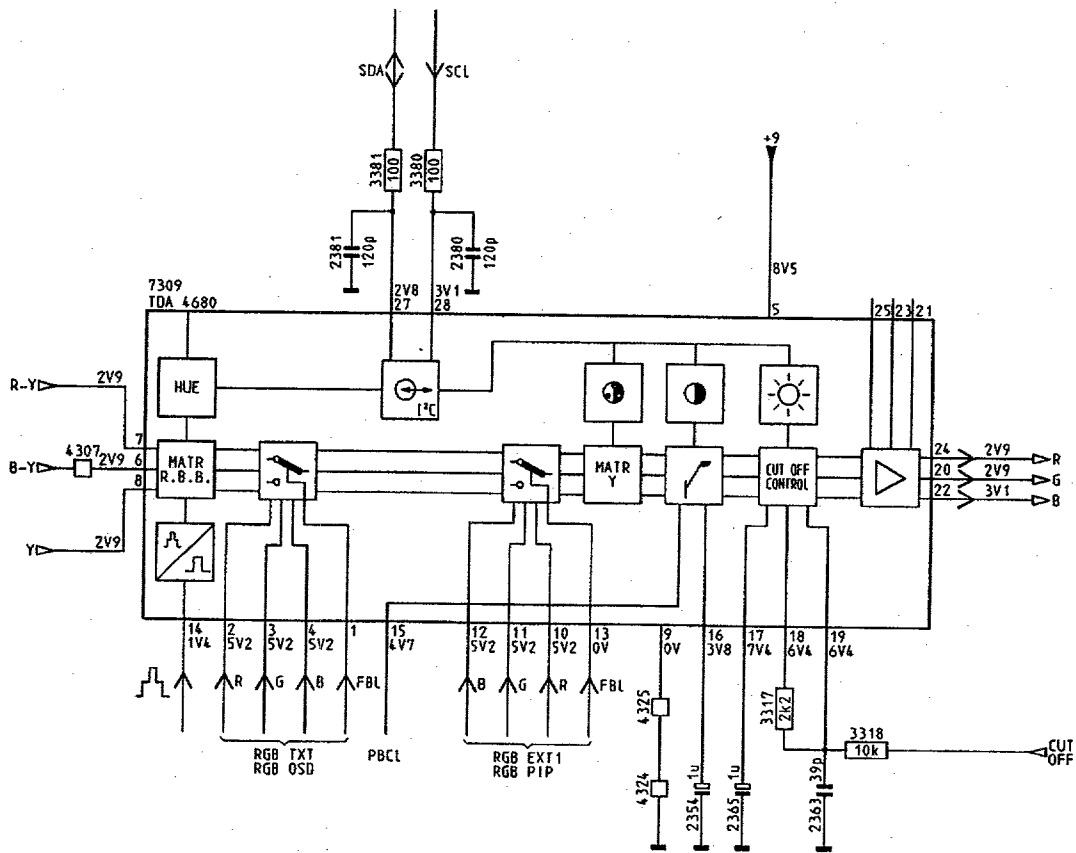 SDA
SCL
+9
3381
100
3380
100
2381
120p
2380
120p
8V5
7309
TDA 4680
2V8
27
3V1
28
5
25 23 21
HUE
I²C
R-Y
2V9
7
4307
B-Y
2V9
6
8
MATR
R.B.B.
MATR
Y
CUT OFF
CONTROL
24
2V9
R
20
2V9
G
22
3V1
B
Y
2V9
14
1V4
2
5V2
3
5V2
4
5V2
1
15
4V7
12
5V2
11
5V2
10
5V2
13
0V
9
0V
16
3V8
17
7V4
18
6V4
19
6V4
R
G
B
FBL
B
G
R
FBL
RGB TXT
RGB OSD
PBCL
RGB EXT1
RGB PIP
4325
4324
3317
2k2
3318
10k
CUT
OFF
1u
2354
1u
2365
39p
2363